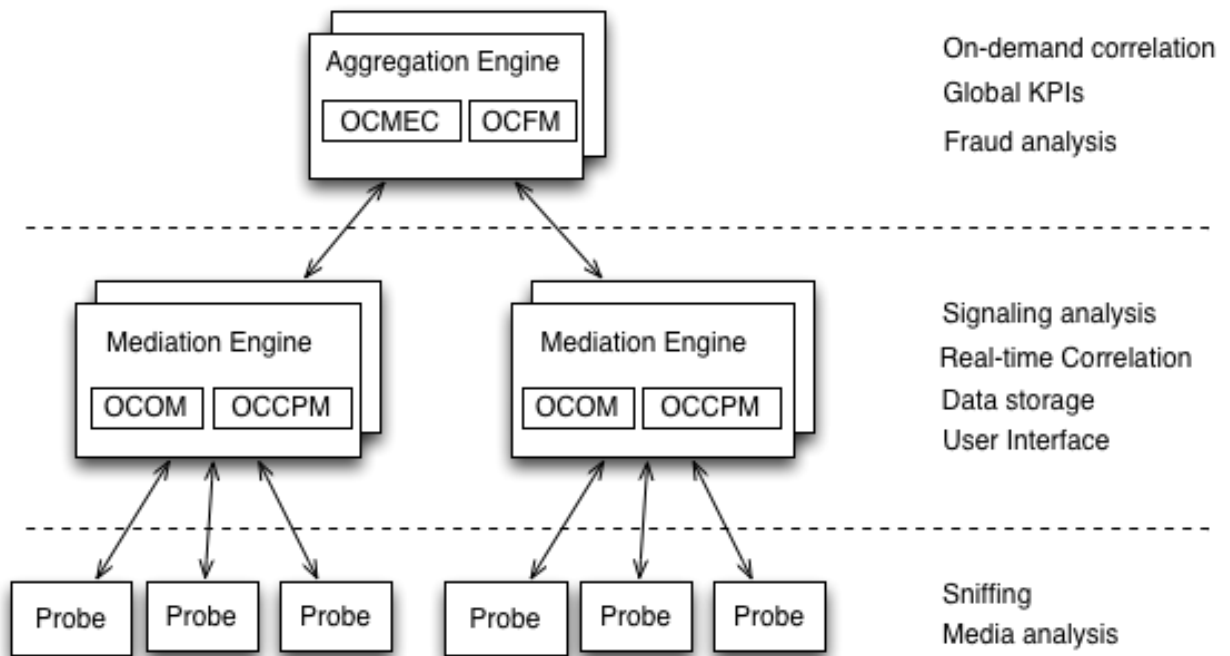 Aggregation Engine
OCMEC OCFM
On-demand correlation
Global KPIs
Fraud analysis
Mediation Engine
OCOM OCCPM
Mediation Engine
OCOM OCCPM
Signaling analysis
Real-time Correlation
Data storage
User Interface
Probe
Probe
Probe
Probe
Probe
Probe
Sniffing
Media analysis